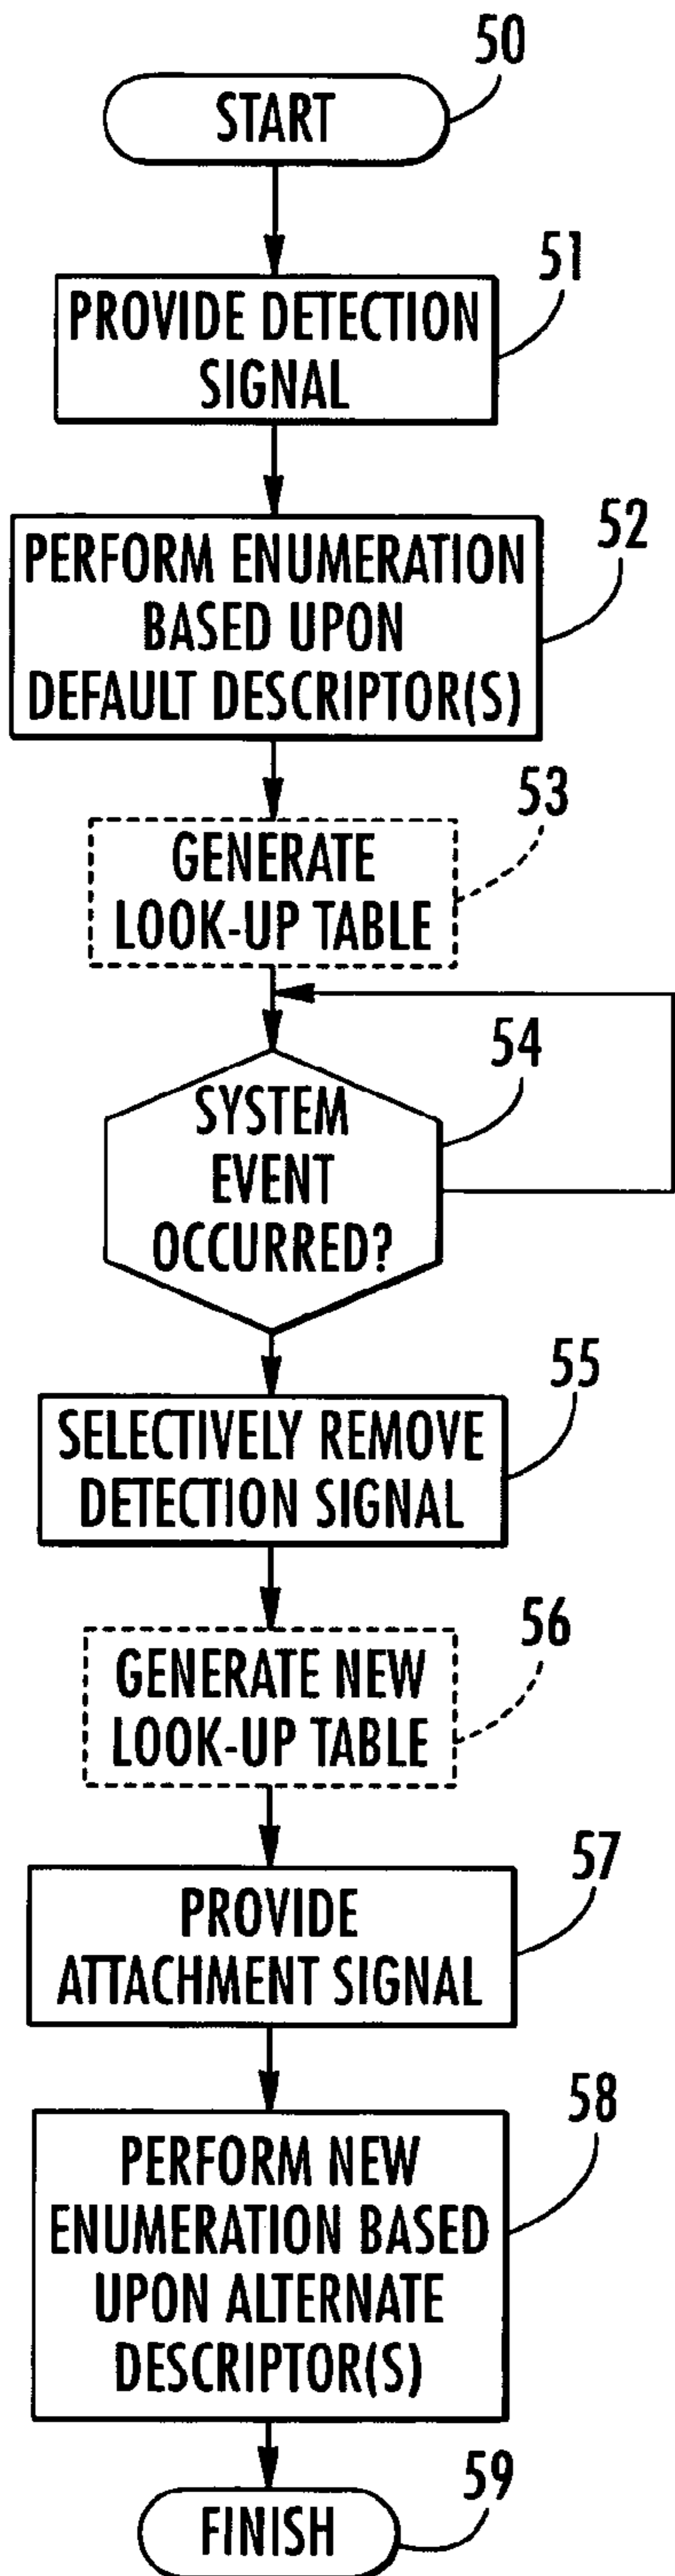 50
START
51
PROVIDE DETECTION
SIGNAL
52
PERFORM ENUMERATION
BASED UPON
DEFAULT DESCRIPTOR(S)
53
GENERATE
LOOK-UP TABLE
54
SYSTEM
EVENT
OCCURRED?
55
SELECTIVELY REMOVE
DETECTION SIGNAL
56
GENERATE NEW
LOOK-UP TABLE
57
PROVIDE
ATTACHMENT SIGNAL
58
PERFORM NEW
ENUMERATION BASED
UPON ALTERNATE
DESCRIPTOR(S)
59
FINISH